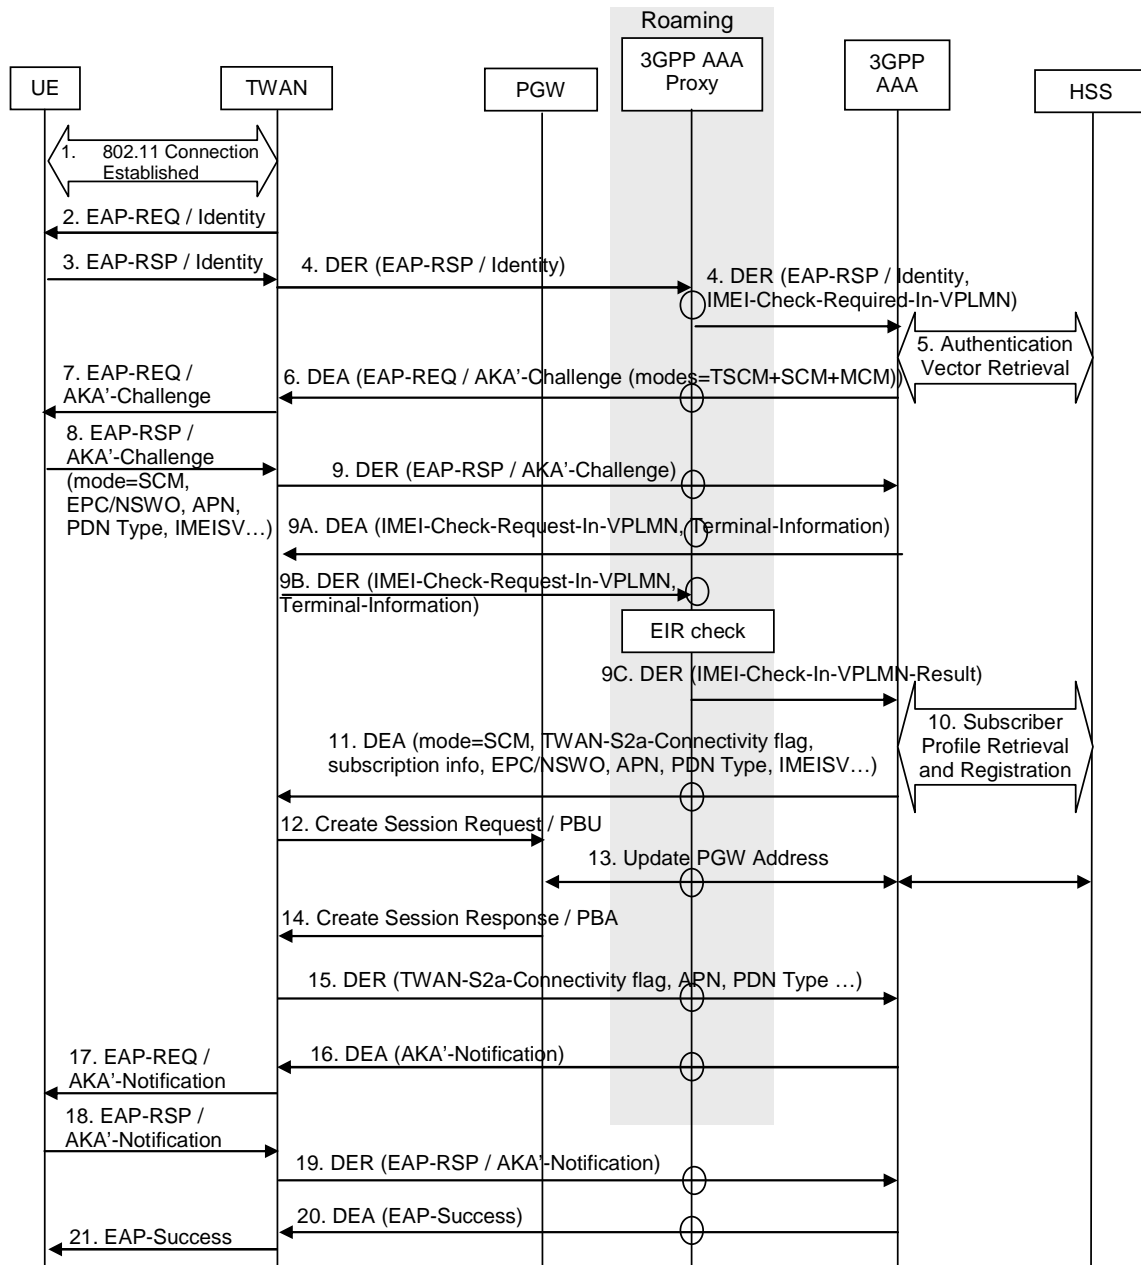 Roaming
UE
TWAN
PGW
3GPP AAA
Proxy
3GPP
AAA
HSS
1. 802.11 Connection
Established
2. EAP-REQ / Identity
3. EAP-RSP / Identity
4. DER (EAP-RSP / Identity)
4. DER (EAP-RSP / Identity,
IMEI-Check-Required-In-VPLMN)
5. Authentication
Vector Retrieval
6. DEA (EAP-REQ / AKA’-Challenge (modes=TSCM+SCM+MCM))
7. EAP-REQ /
AKA’-Challenge
8. EAP-RSP /
AKA’-Challenge
(mode=SCM,
EPC/NSWO, APN,
PDN Type, IMEISV…)
9. DER (EAP-RSP / AKA’-Challenge)
9A. DEA (IMEI-Check-Request-In-VPLMN, Terminal-Information)
9B. DER (IMEI-Check-Request-In-VPLMN,
Terminal-Information)
EIR check
9C. DER (IMEI-Check-In-VPLMN-Result)
10. Subscriber
Profile Retrieval
and Registration
11. DEA (mode=SCM, TWAN-S2a-Connectivity flag,
subscription info, EPC/NSWO, APN, PDN Type, IMEISV…)
12. Create Session Request / PBU
13. Update PGW Address
14. Create Session Response / PBA
15. DER (TWAN-S2a-Connectivity flag, APN, PDN Type …)
16. DEA (AKA’-Notification)
17. EAP-REQ /
AKA’-Notification
18. EAP-RSP /
AKA’-Notification
19. DER (EAP-RSP / AKA’-Notification)
20. DEA (EAP-Success)
21. EAP-Success